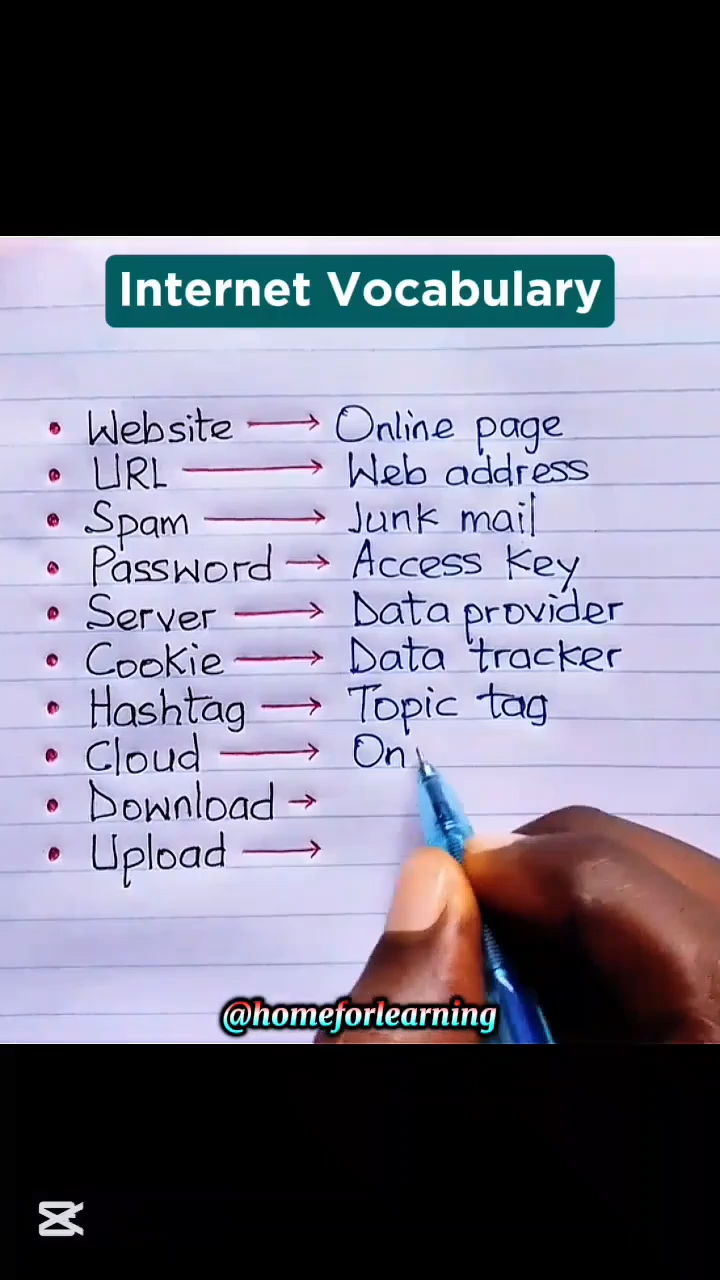 Internet Vocabulary
• Website → Online page
• URL → Web address
• Spam → Junk mail
• Password → Access Key
• Server → Data provider
• Cookie → Data tracker
• Hashtag → Topic tag
• Cloud → On
• Download →
• Upload →
@homeforlearning